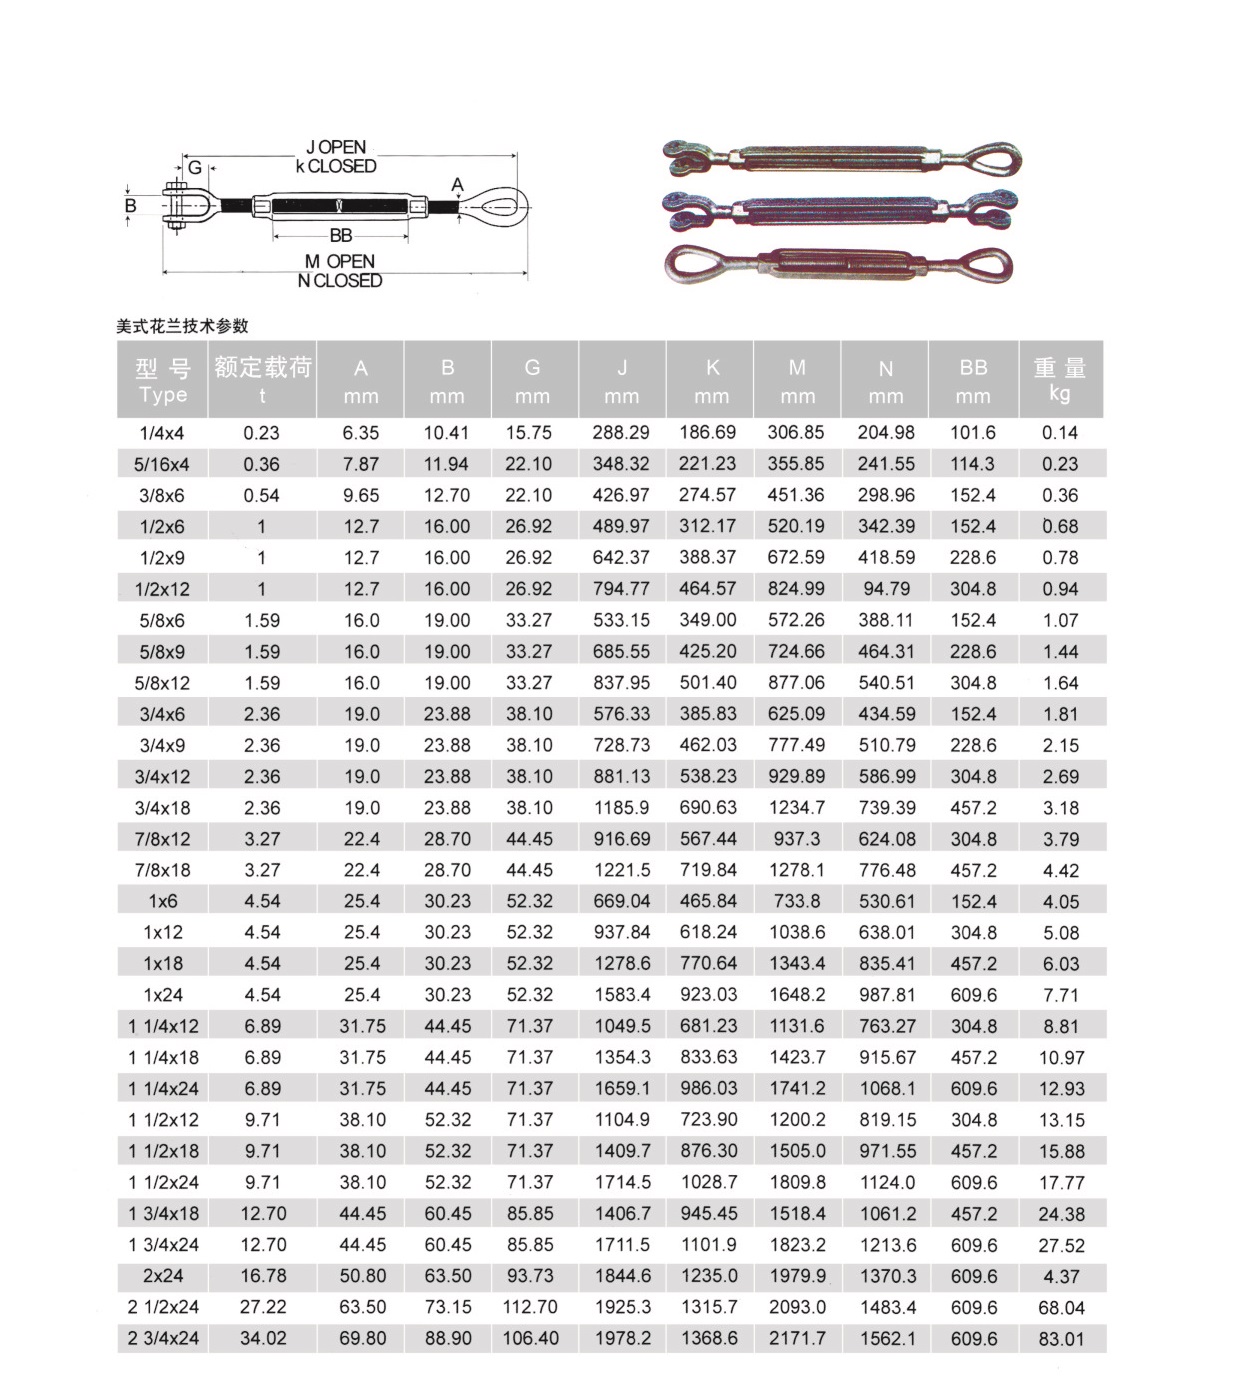 J OPEN
k CLOSED
G
A
B
BB
M OPEN
N CLOSED
美式花兰技术参数
型 号 额定载荷 A B G J K M N BB 重 量
Type t mm mm mm mm mm mm mm mm kg
1/4x4 0.23 6.35 10.41 15.75 288.29 186.69 306.85 204.98 101.6 0.14
5/16x4 0.36 7.87 11.94 22.10 348.32 221.23 355.85 241.55 114.3 0.23
3/8x6 0.54 9.65 12.70 22.10 426.97 274.57 451.36 298.96 152.4 0.36
1/2x6 1 12.7 16.00 26.92 489.97 312.17 520.19 342.39 152.4 0.68
1/2x9 1 12.7 16.00 26.92 642.37 388.37 672.59 418.59 228.6 0.78
1/2x12 1 12.7 16.00 26.92 794.77 464.57 824.99 94.79 304.8 0.94
5/8x6 1.59 16.0 19.00 33.27 533.15 349.00 572.26 388.11 152.4 1.07
5/8x9 1.59 16.0 19.00 33.27 685.55 425.20 724.66 464.31 228.6 1.44
5/8x12 1.59 16.0 19.00 33.27 837.95 501.40 877.06 540.51 304.8 1.64
3/4x6 2.36 19.0 23.88 38.10 576.33 385.83 625.09 434.59 152.4 1.81
3/4x9 2.36 19.0 23.88 38.10 728.73 462.03 777.49 510.79 228.6 2.15
3/4x12 2.36 19.0 23.88 38.10 881.13 538.23 929.89 586.99 304.8 2.69
3/4x18 2.36 19.0 23.88 38.10 1185.9 690.63 1234.7 739.39 457.2 3.18
7/8x12 3.27 22.4 28.70 44.45 916.69 567.44 937.3 624.08 304.8 3.79
7/8x18 3.27 22.4 28.70 44.45 1221.5 719.84 1278.1 776.48 457.2 4.42
1x6 4.54 25.4 30.23 52.32 669.04 465.84 733.8 530.61 152.4 4.05
1x12 4.54 25.4 30.23 52.32 937.84 618.24 1038.6 638.01 304.8 5.08
1x18 4.54 25.4 30.23 52.32 1278.6 770.64 1343.4 835.41 457.2 6.03
1x24 4.54 25.4 30.23 52.32 1583.4 923.03 1648.2 987.81 609.6 7.71
1 1/4x12 6.89 31.75 44.45 71.37 1049.5 681.23 1131.6 763.27 304.8 8.81
1 1/4x18 6.89 31.75 44.45 71.37 1354.3 833.63 1423.7 915.67 457.2 10.97
1 1/4x24 6.89 31.75 44.45 71.37 1659.1 986.03 1741.2 1068.1 609.6 12.93
1 1/2x12 9.71 38.10 52.32 71.37 1104.9 723.90 1200.2 819.15 304.8 13.15
1 1/2x18 9.71 38.10 52.32 71.37 1409.7 876.30 1505.0 971.55 457.2 15.88
1 1/2x24 9.71 38.10 52.32 71.37 1714.5 1028.7 1809.8 1124.0 609.6 17.77
1 3/4x18 12.70 44.45 60.45 85.85 1406.7 945.45 1518.4 1061.2 457.2 24.38
1 3/4x24 12.70 44.45 60.45 85.85 1711.5 1101.9 1823.2 1213.6 609.6 27.52
2x24 16.78 50.80 63.50 93.73 1844.6 1235.0 1979.9 1370.3 609.6 4.37
2 1/2x24 27.22 63.50 73.15 112.70 1925.3 1315.7 2093.0 1483.4 609.6 68.04
2 3/4x24 34.02 69.80 88.90 106.40 1978.2 1368.6 2171.7 1562.1 609.6 83.01